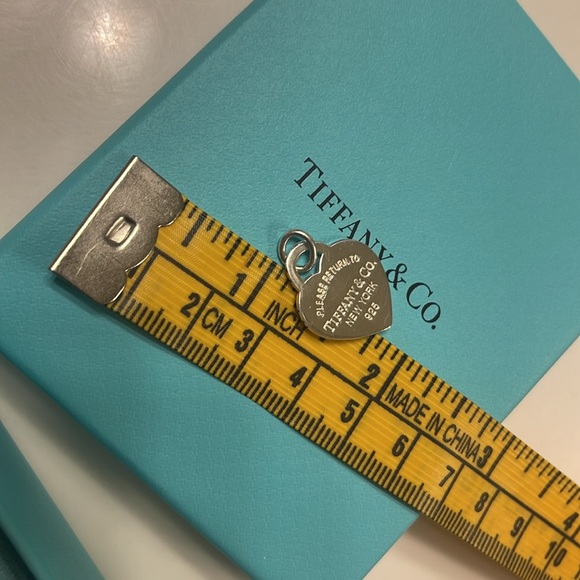 TIFFANY & CO.
PLEASE RETURN TO
TIFFANY & CO.
NEW YORK
925
1 INCH 2 MADE IN CHINA 3 4
2 CM 3 4 5 6 7 8 9 10